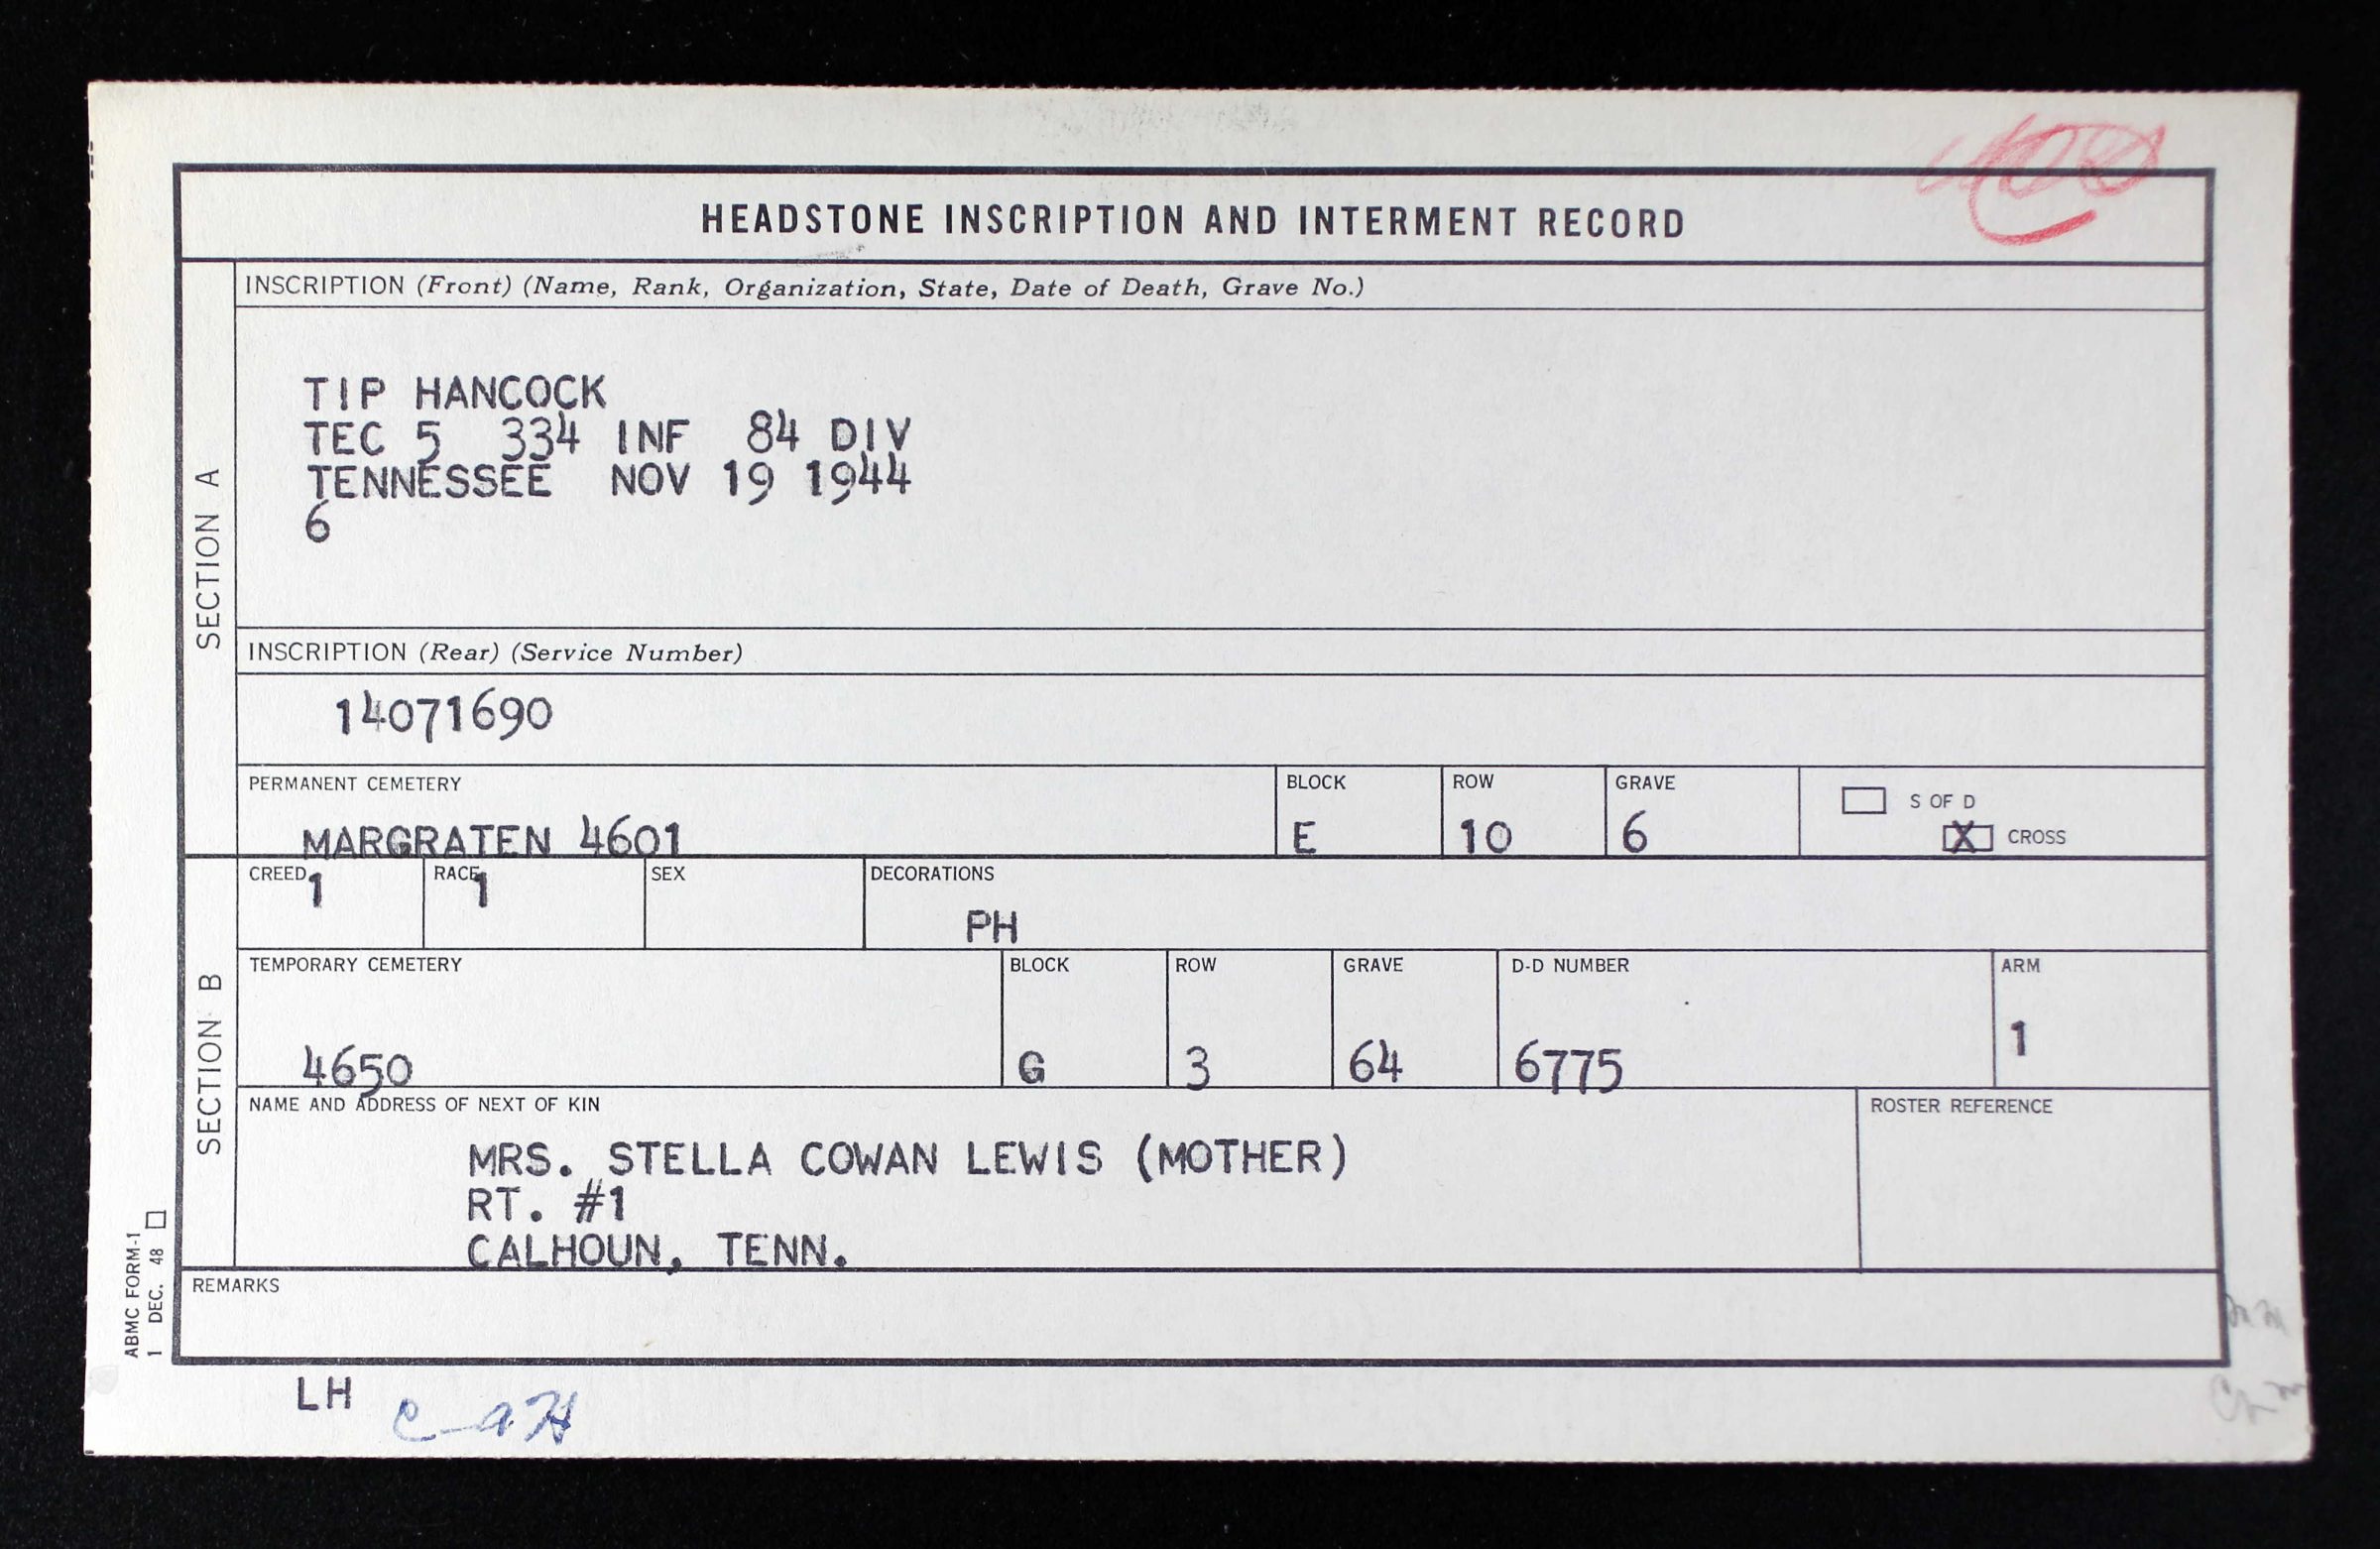 HEADSTONE INSCRIPTION AND INTERMENT RECORD
SECTION A
INSCRIPTION (Front) (Name, Rank, Organization, State, Date of Death, Grave No.)
TIP HANCOCK
TEC 5 334 INF 84 DIV
TENNESSEE NOV 19 1944
6
INSCRIPTION (Rear) (Service Number)
14071690
PERMANENT CEMETERY BLOCK ROW GRAVE S OF D
MARGRATEN 4601 E 10 6 X CROSS
SECTION B
CREED RACE SEX DECORATIONS
1 1 PH
TEMPORARY CEMETERY BLOCK ROW GRAVE D-D NUMBER ARM
4650 G 3 64 6775 1
NAME AND ADDRESS OF NEXT OF KIN ROSTER REFERENCE
MRS. STELLA COWAN LEWIS (MOTHER)
RT. #1
CALHOUN, TENN.
REMARKS
ABMC FORM-1
1 DEC. 48
LH